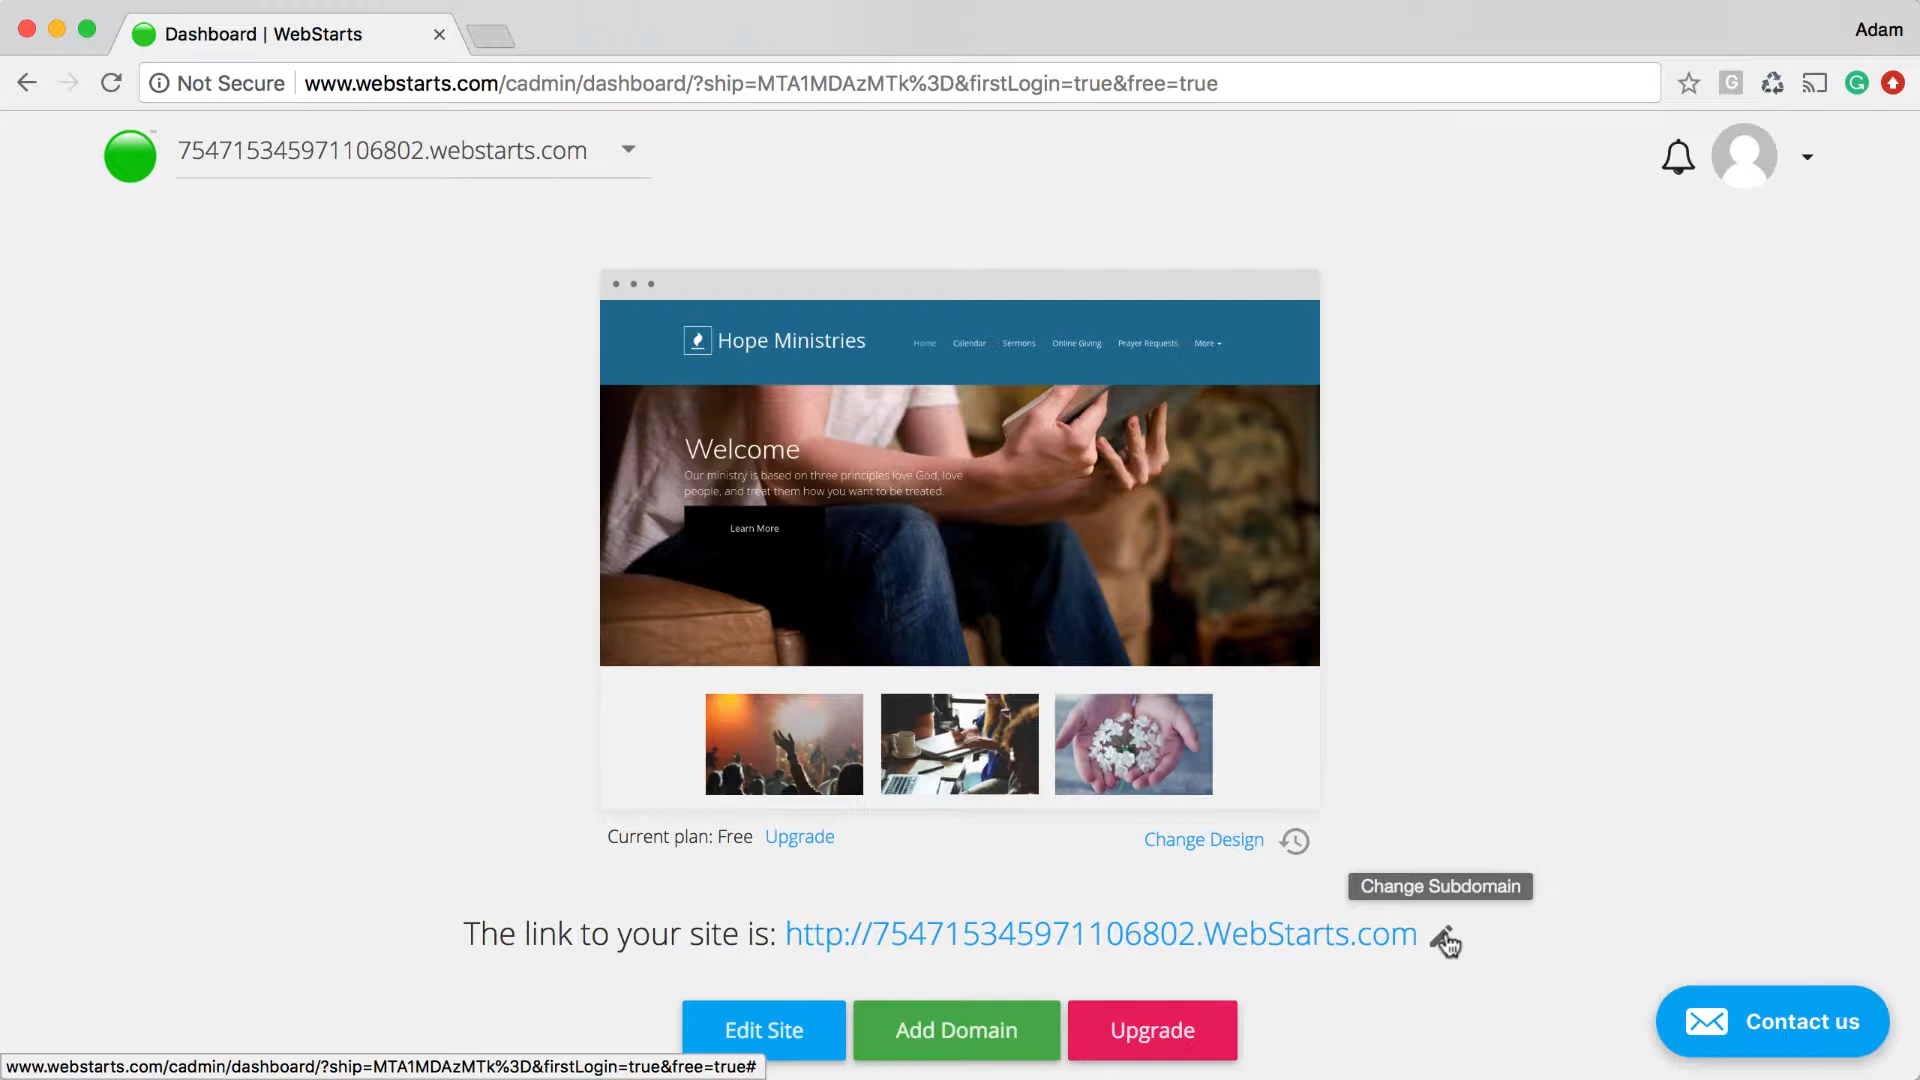 Dashboard | WebStarts
Adam
Not Secure
www.webstarts.com/cadmin/dashboard/?ship=MTA1MDAzMTk%3D&firstLogin=true&free=true
754715345971106802.webstarts.com
Hope Ministries
Home Calendar Sermons Online Giving Prayer Requests More
Welcome
Our ministry is based on three principles love God, love
people, and treat them how you want to be treated.
Learn More
Current plan: Free Upgrade
Change Design
Change Subdomain
The link to your site is: http://754715345971106802.WebStarts.com
Edit Site
Add Domain
Upgrade
Contact us
www.webstarts.com/cadmin/dashboard/?ship=MTA1MDAzMTk%3D&firstLogin=true&free=true#